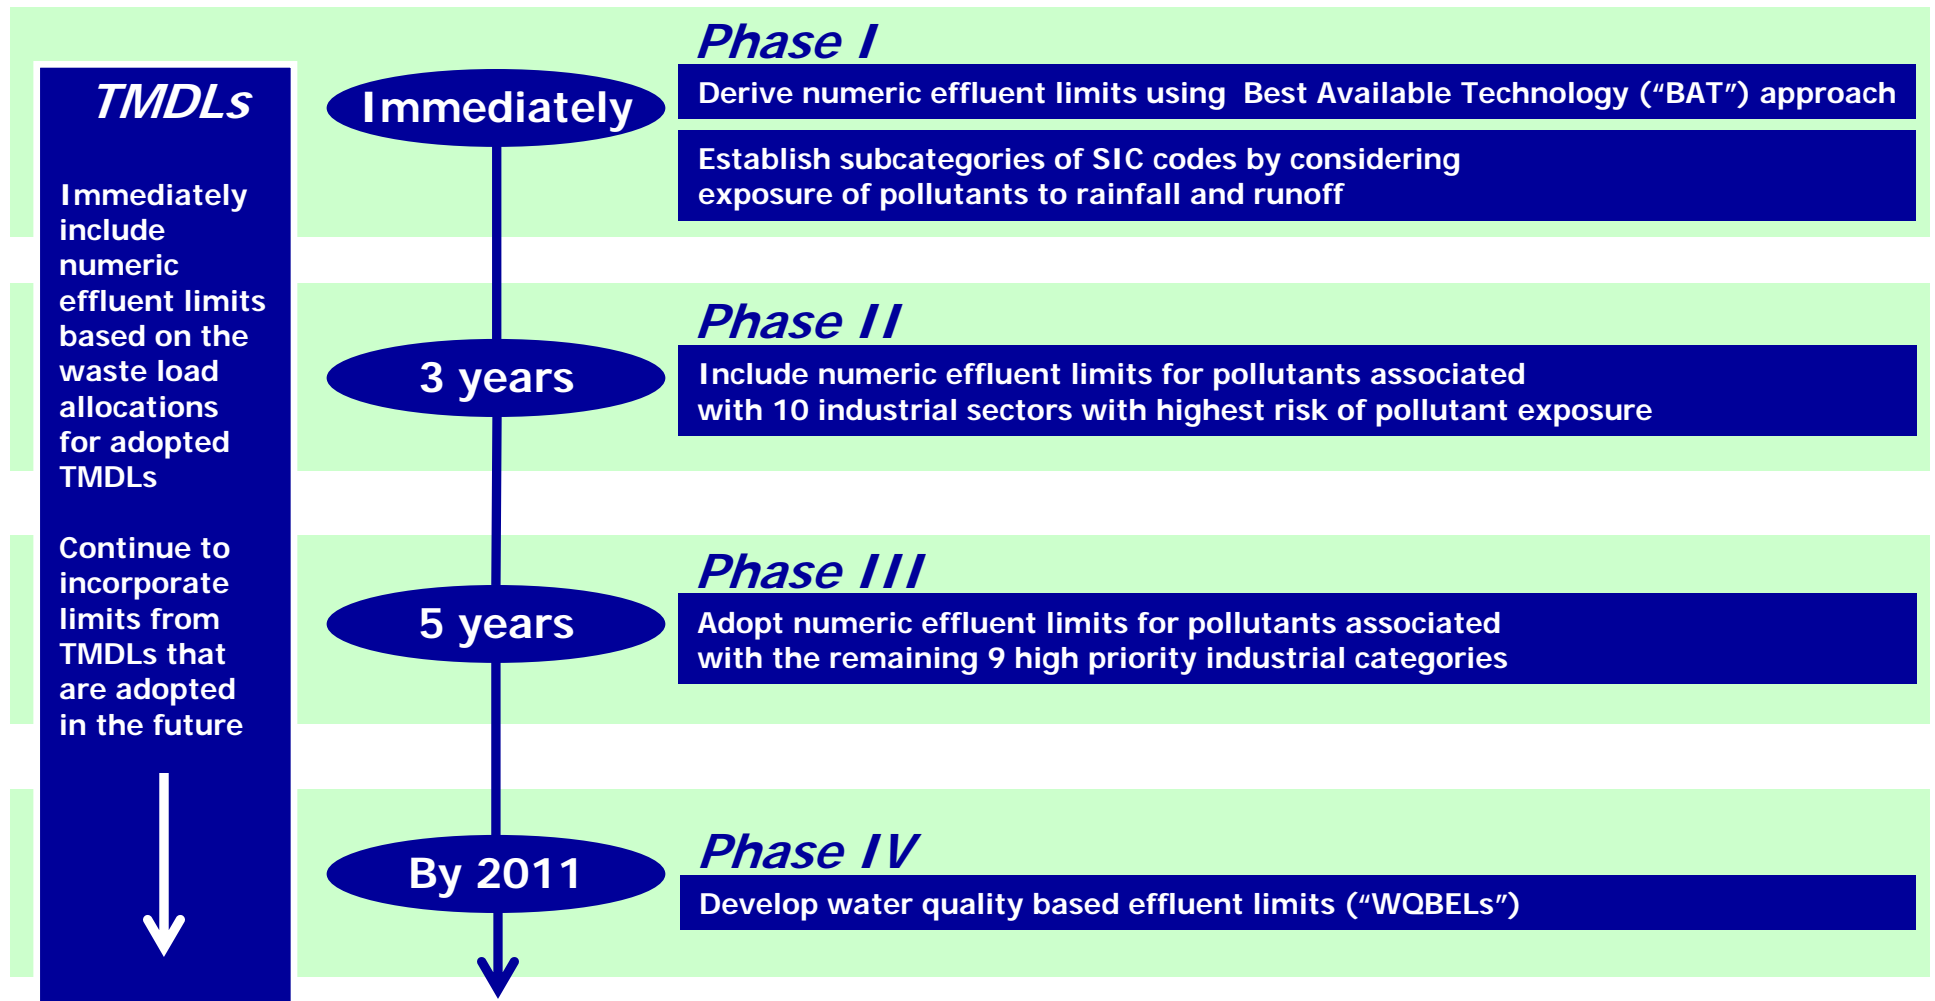 TMDLs
Immediately
include
numeric
effluent limits
based on the
waste load
allocations
for adopted
TMDLs
Continue to
incorporate
limits from
TMDLs that
are adopted
in the future
Immediately
Phase I
Derive numeric effluent limits using  Best Available Technology (“BAT”) approach
Establish subcategories of SIC codes by considering
exposure of pollutants to rainfall and runoff
3 years
Phase II
Include numeric effluent limits for pollutants associated
with 10 industrial sectors with highest risk of pollutant exposure
5 years
Phase III
Adopt numeric effluent limits for pollutants associated
with the remaining 9 high priority industrial categories
By 2011
Phase IV
Develop water quality based effluent limits (“WQBELs”)